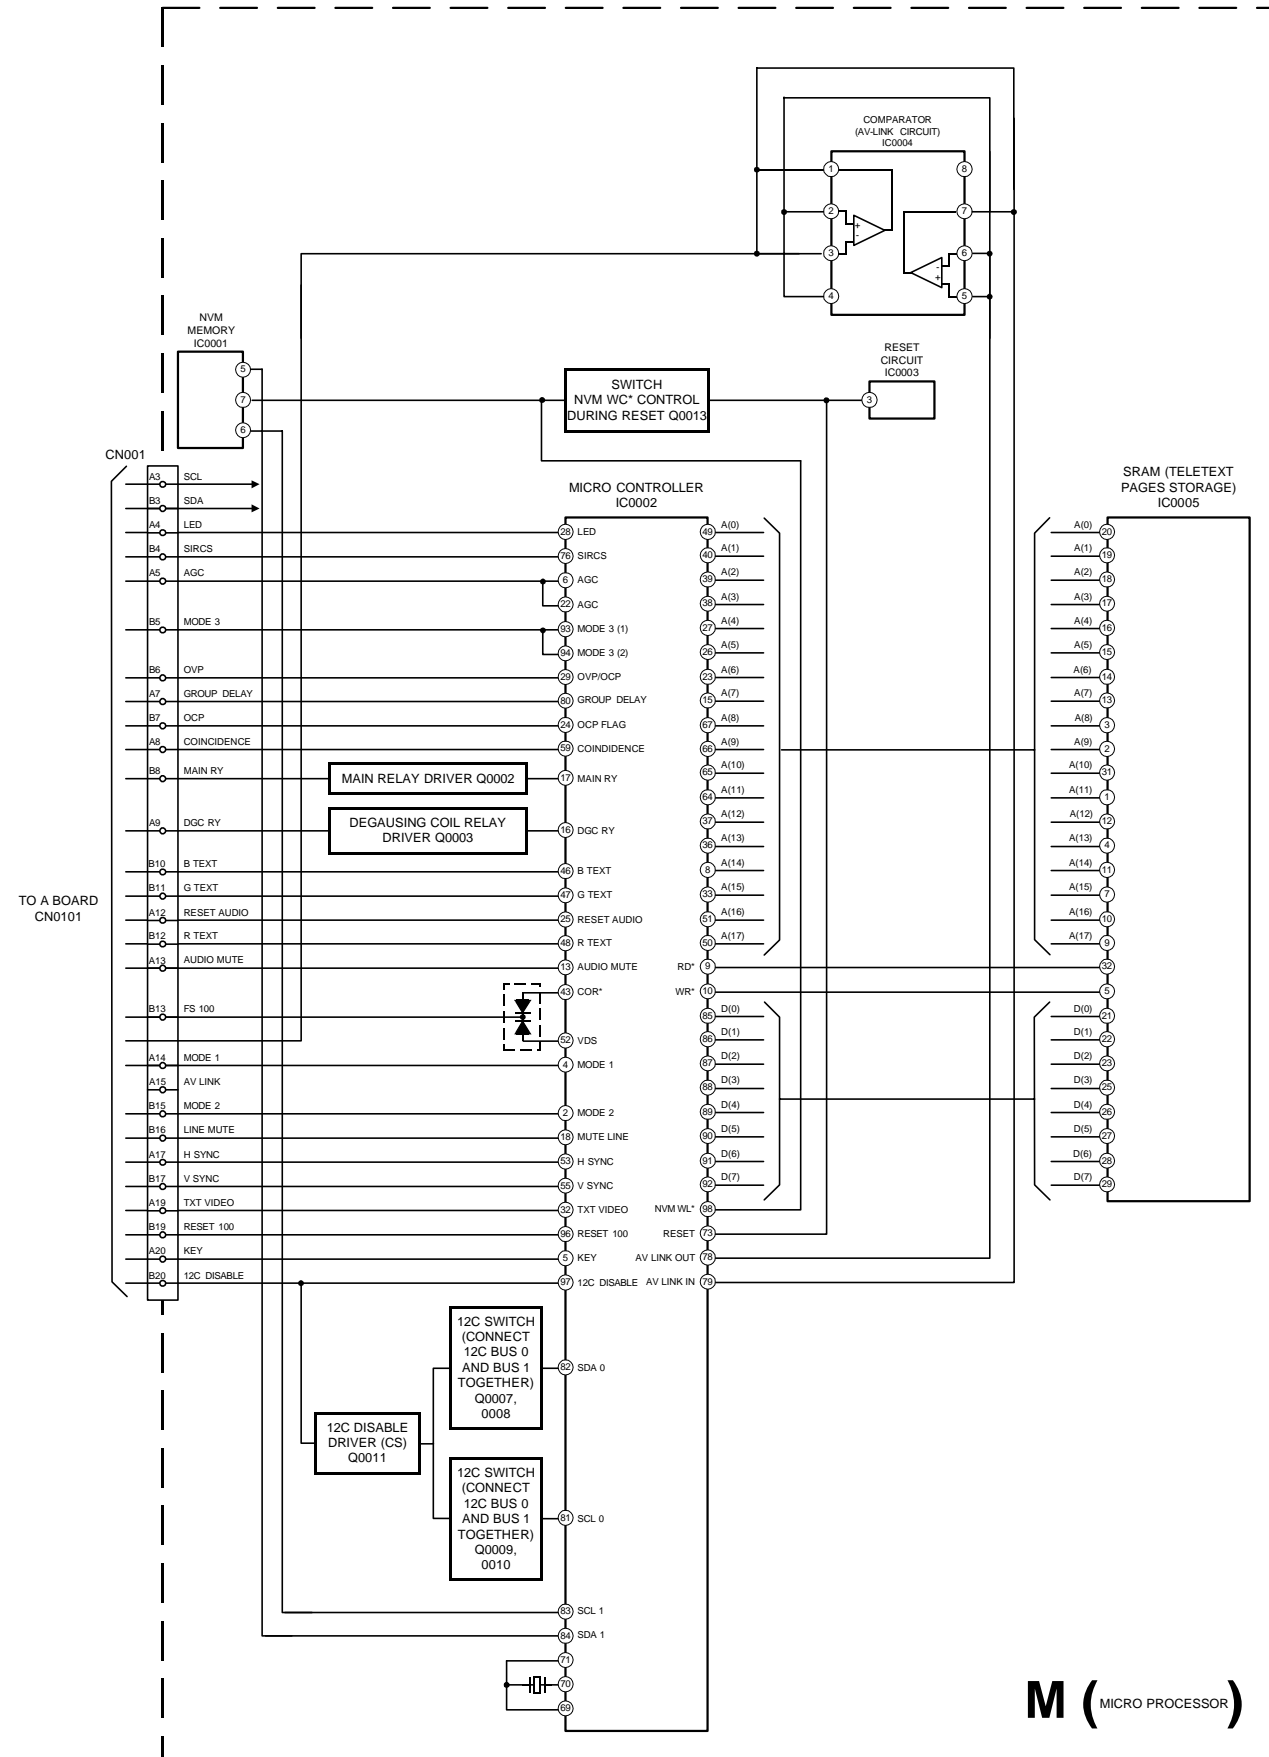 COMPARATOR
(AV-LINK CIRCUIT)
IC0004
1
8
2
+
-
7
3
-
+
6
4
5
NVM
MEMORY
IC0001
5
7
6
SWITCH
NVM WC* CONTROL
DURING RESET Q0013
RESET
CIRCUIT
IC0003
3
CN001
TO A BOARD
CN0101
A3 SCL
B3 SDA
A4 LED
B4 SIRCS
A5 AGC
B5 MODE 3
B6 OVP
A7 GROUP DELAY
B7 OCP
A8 COINCIDENCE
B8 MAIN RY
A9 DGC RY
B10 B TEXT
B11 G TEXT
A12 RESET AUDIO
B12 R TEXT
A13 AUDIO MUTE
B13 FS 100
A14 MODE 1
A15 AV LINK
B15 MODE 2
B16 LINE MUTE
A17 H SYNC
B17 V SYNC
A19 TXT VIDEO
B19 RESET 100
A20 KEY
B20 12C DISABLE
MAIN RELAY DRIVER Q0002
DEGAUSING COIL RELAY
DRIVER Q0003
MICRO CONTROLLER
IC0002
28 LED
76 SIRCS
6 AGC
22 AGC
93 MODE 3 (1)
94 MODE 3 (2)
29 OVP/OCP
80 GROUP DELAY
24 OCP FLAG
59 COINDIDENCE
17 MAIN RY
16 DGC RY
46 B TEXT
47 G TEXT
25 RESET AUDIO
48 R TEXT
13 AUDIO MUTE
43 COR*
52 VDS
4 MODE 1
2 MODE 2
18 MUTE LINE
53 H SYNC
55 V SYNC
32 TXT VIDEO
96 RESET 100
5 KEY
97 12C DISABLE
82 SDA 0
81 SCL 0
83 SCL 1
84 SDA 1
71
70
69
49 A(0)
40 A(1)
39 A(2)
38 A(3)
27 A(4)
26 A(5)
23 A(6)
15 A(7)
67 A(8)
66 A(9)
65 A(10)
64 A(11)
37 A(12)
36 A(13)
8 A(14)
33 A(15)
51 A(16)
50 A(17)
RD* 9
WR* 10
85 D(0)
86 D(1)
87 D(2)
88 D(3)
89 D(4)
90 D(5)
91 D(6)
92 D(7)
NVM WL* 98
RESET 73
AV LINK OUT 78
AV LINK IN 79
SRAM (TELETEXT
PAGES STORAGE)
IC0005
A(0) 20
A(1) 19
A(2) 18
A(3) 17
A(4) 16
A(5) 15
A(6) 14
A(7) 13
A(8) 3
A(9) 2
A(10) 31
A(11) 1
A(12) 12
A(13) 4
A(14) 11
A(15) 7
A(16) 10
A(17) 9
32
5
D(0) 21
D(1) 22
D(2) 23
D(3) 25
D(4) 26
D(5) 27
D(6) 28
D(7) 29
12C SWITCH
(CONNECT
12C BUS 0
AND BUS 1
TOGETHER)
Q0007,
0008
12C DISABLE
DRIVER (CS)
Q0011
12C SWITCH
(CONNECT
12C BUS 0
AND BUS 1
TOGETHER)
Q0009,
0010
M (MICRO PROCESSOR)